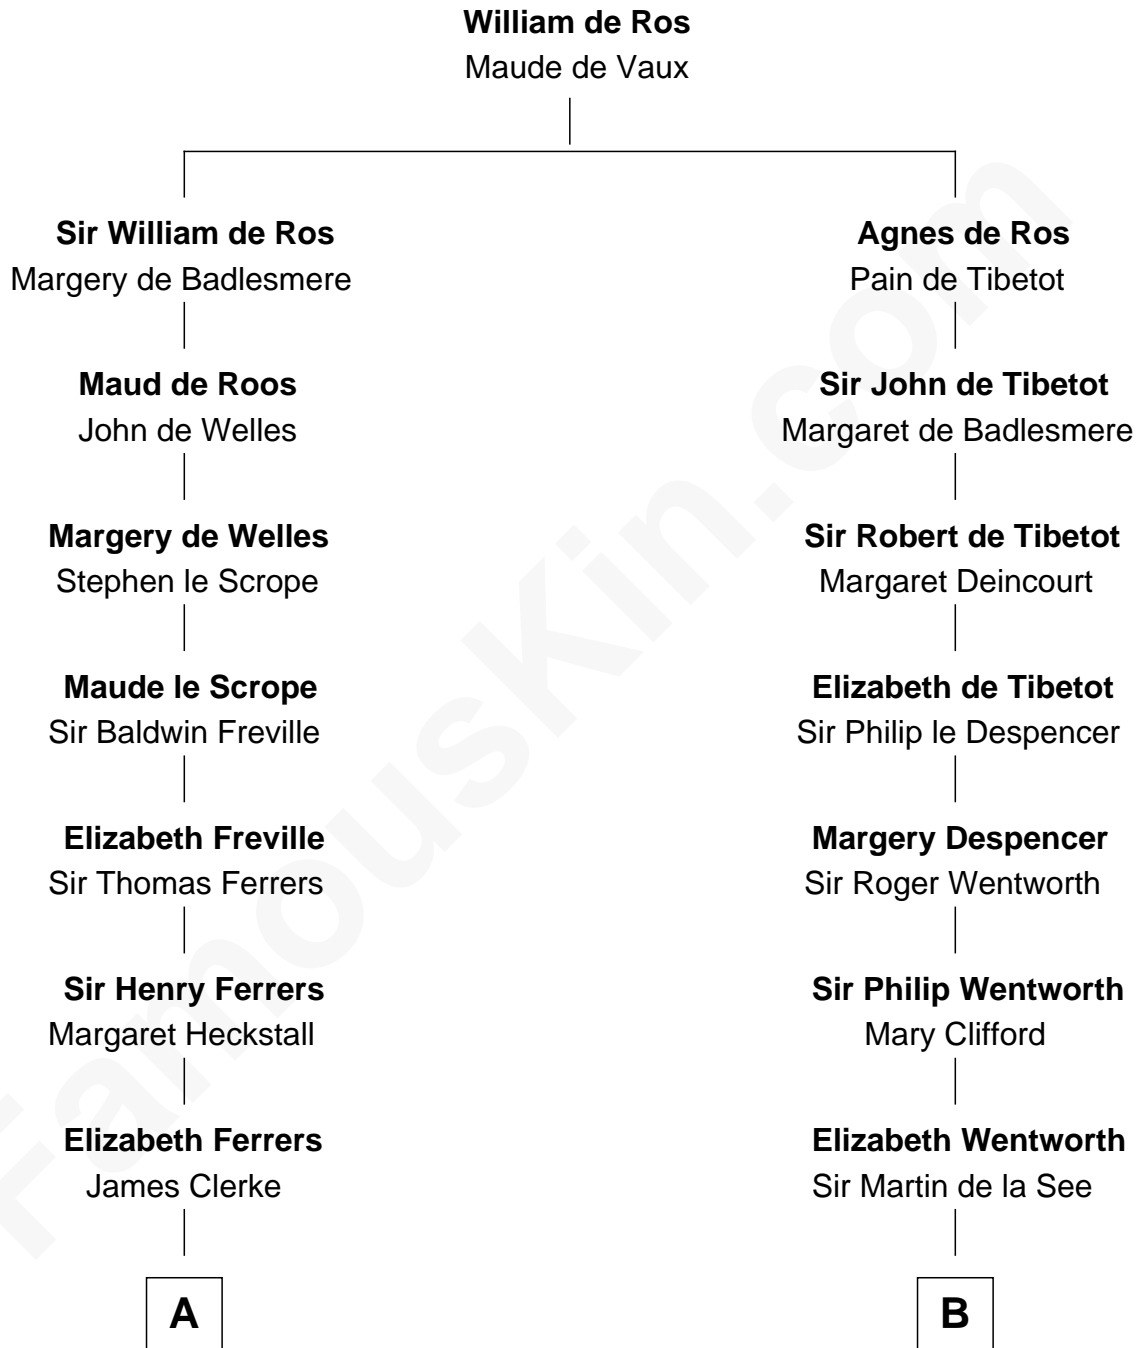 William de Ros
Maude de Vaux
Sir William de Ros
Margery de Badlesmere
Maud de Roos
John de Welles
Margery de Welles
Stephen le Scrope
Maude le Scrope
Sir Baldwin Freville
Elizabeth Freville
Sir Thomas Ferrers
Sir Henry Ferrers
Margaret Heckstall
Elizabeth Ferrers
James Clerke
A
Agnes de Ros
Pain de Tibetot
Sir John de Tibetot
Margaret de Badlesmere
Sir Robert de Tibetot
Margaret Deincourt
Elizabeth de Tibetot
Sir Philip le Despencer
Margery Despencer
Sir Roger Wentworth
Sir Philip Wentworth
Mary Clifford
Elizabeth Wentworth
Sir Martin de la See
B
FamousKin.com